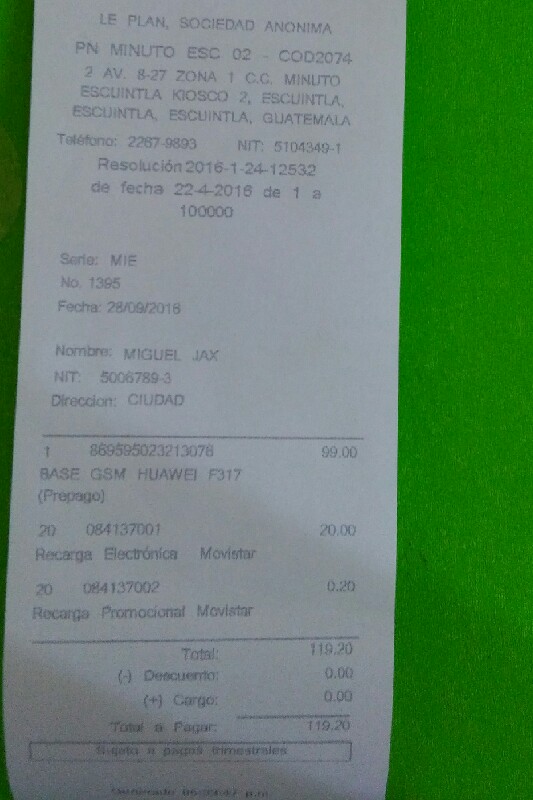 LE PLAN, SOCIEDAD ANONIMA
PN MINUTO ESC 02 - COD2074
2 AV. 8-27 ZONA 1 C.C. MINUTO
ESCUINTLA KIOSCO 2, ESCUINTLA,
ESCUINTLA, ESCUINTLA, GUATEMALA
Teléfono: 2267-9893 NIT: 5104349-1
Resolución 2016-1-24-12532
de fecha 22-4-2016 de 1 a
100000
Serie: MIE
No. 1395
Fecha: 28/09/2016
Nombre: MIGUEL JAX
NIT: 5006789-3
Direccion: CIUDAD
1 869595023213078 99.00
BASE GSM HUAWEI F317
(Prepago)
20 084137001 20.00
Recarga Electrónica Movistar
20 084137002 0.20
Recarga Promocional Movistar
Total: 119.20
(-) Descuento: 0.00
(+) Cargo: 0.00
Total a Pagar: 119.20
Sujeto a pagos trimestrales
p.m.